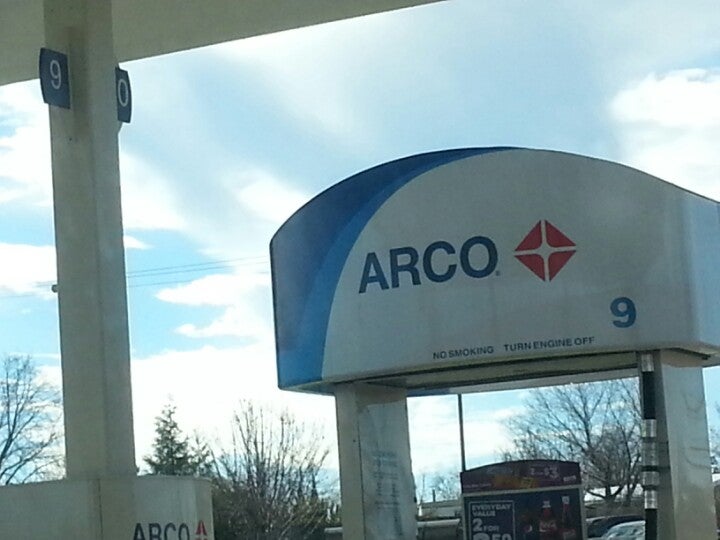 9
0
ARCO
9
NO SMOKING TURN ENGINE OFF
EVERYDAY
VALUE
2 FOR
ARCO